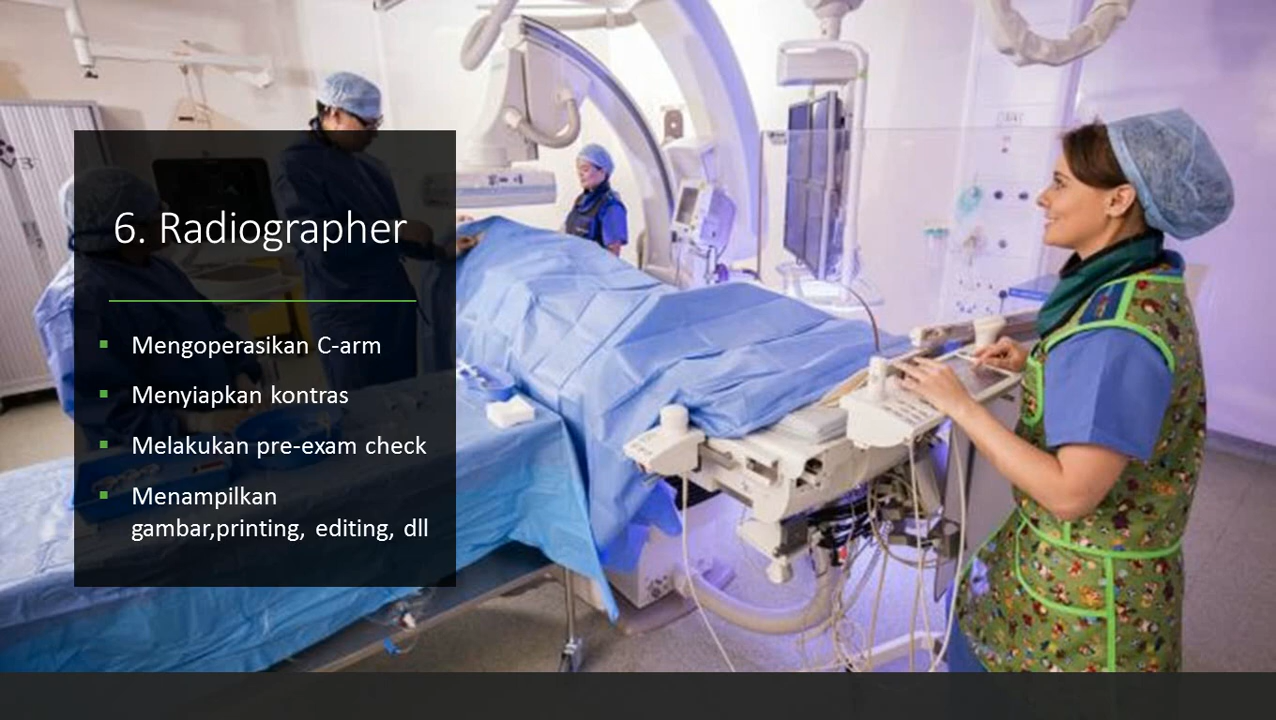 6. Radiographer
Mengoperasikan C-arm
Menyiapkan kontras
Melakukan pre-exam check
Menampilkan
gambar,printing, editing, dll